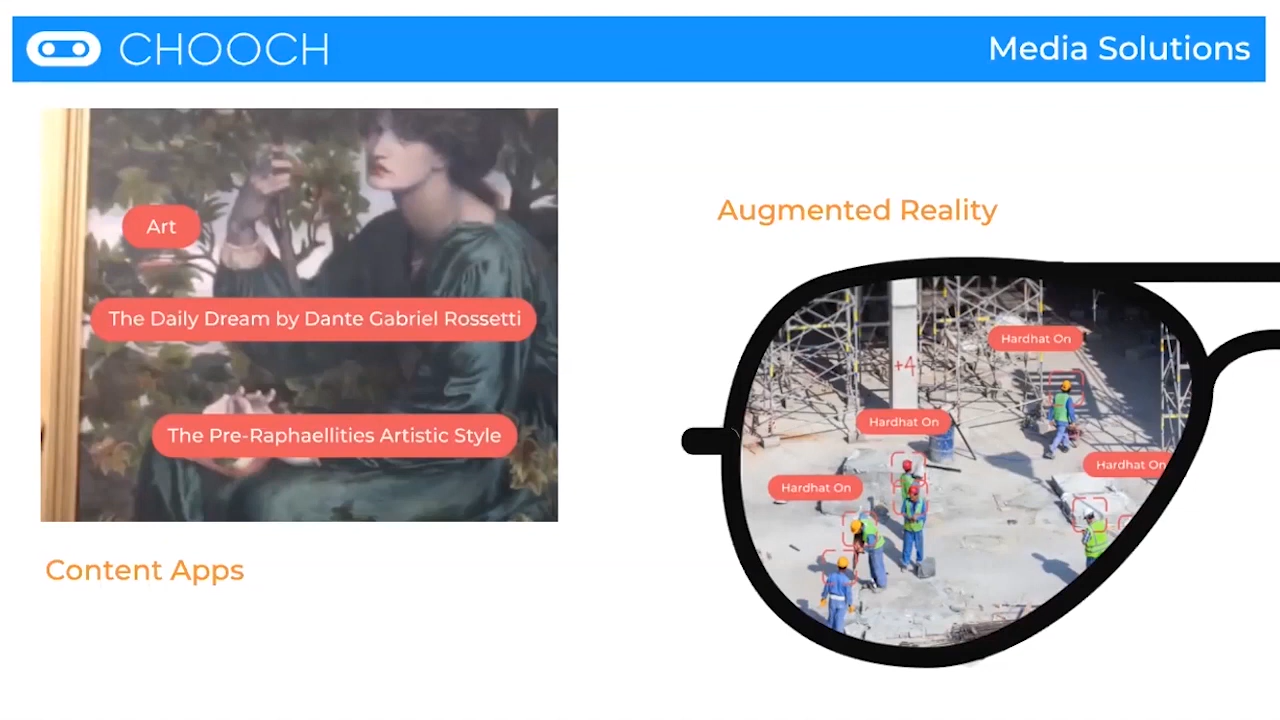 CHOOCH
Media Solutions
Art
The Daily Dream by Dante Gabriel Rossetti
The Pre-Raphaellities Artistic Style
Content Apps
Augmented Reality
Hardhat On
+4
Hardhat On
Hardhat On
Hardhat On